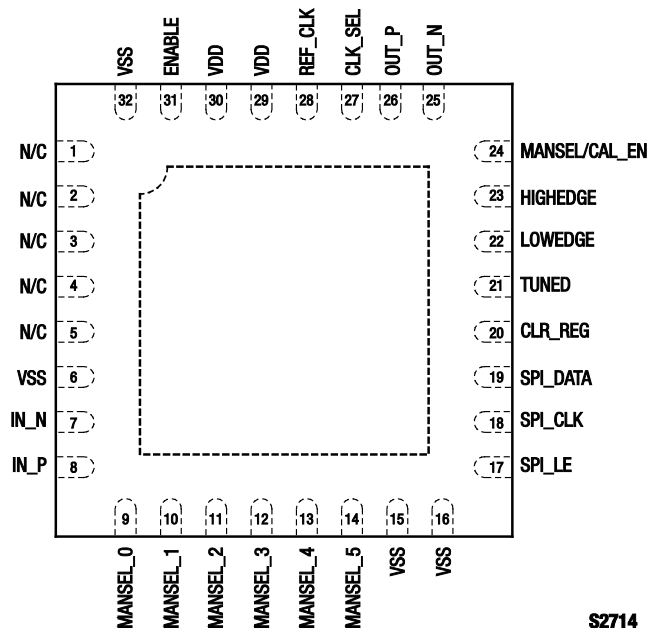 VSS
ENABLE
VDD
VDD
REF_CLK
CLK_SEL
OUT_P
OUT_N
32
31
30
29
28
27
26
25
N/C 1
N/C 2
N/C 3
N/C 4
N/C 5
VSS 6
IN_N 7
IN_P 8
24 MANSEL/CAL_EN
23 HIGHEDGE
22 LOWEDGE
21 TUNED
20 CLR_REG
19 SPI_DATA
18 SPI_CLK
17 SPI_LE
9
10
11
12
13
14
15
16
MANSEL_0
MANSEL_1
MANSEL_2
MANSEL_3
MANSEL_4
MANSEL_5
VSS
VSS
S2714